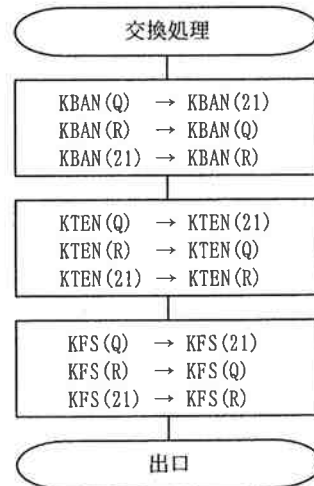 交換処理
KBAN(Q) → KBAN(21)
KBAN(R) → KBAN(Q)
KBAN(21) → KBAN(R)
KTEN(Q) → KTEN(21)
KTEN(R) → KTEN(Q)
KTEN(21) → KTEN(R)
KFS(Q) → KFS(21)
KFS(R) → KFS(Q)
KFS(21) → KFS(R)
出口